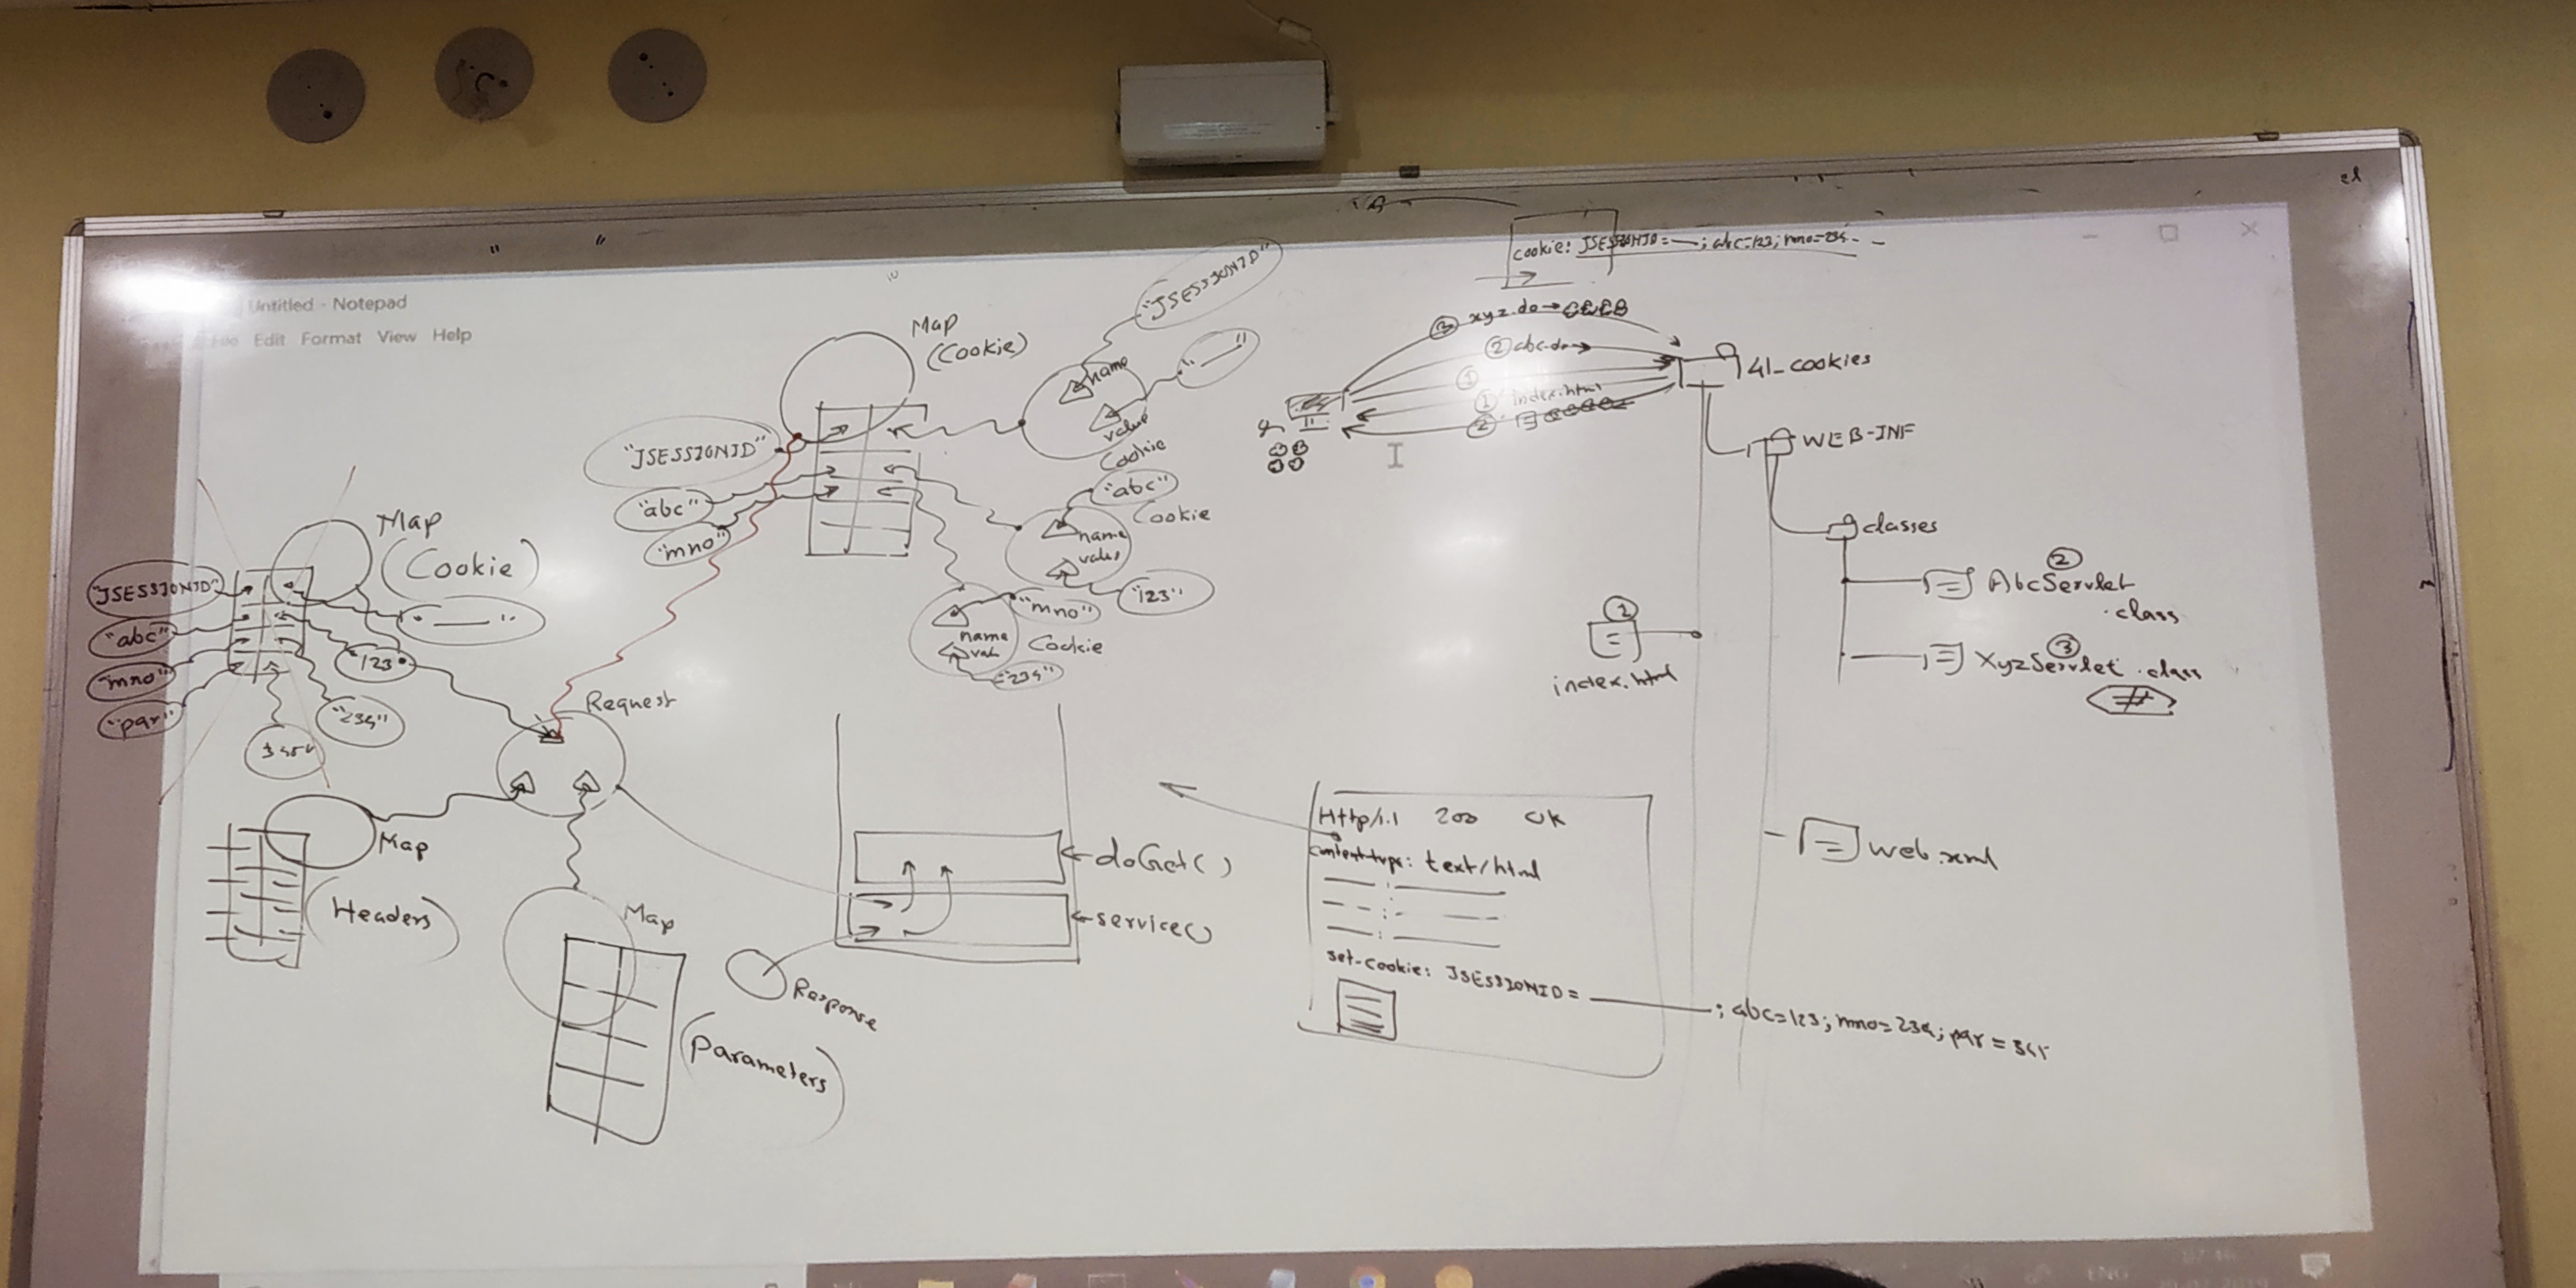 Untitled - Notepad
File Edit Format View Help
cookie: JSESSIONID=—; abc=123; mno=234
③ xyz.do→
② abc.do→
①
① index.html
②
41_cookies
WEB-INF
classes
②
AbcServlet
.class
③
XyzServlet.class
#
①
index.html
web.xml
Map
(Cookie)
"JSESSIONID"
name
"—"
value
Cookie
"JSESSIONID"
"abc"
"mno"
"abc"
Cookie
name
value
"123"
"mno"
Cookie
name
val
"234"
Map
(Cookie)
"JSESSIONID"
"—"
"abc"
"123"
"mno"
"par"
"234"
Request
Map
(Headers)
Map
(Parameters)
Response
doGet()
service()
Http/1.1 200 OK
content-type: text/html
set-cookie: JSESSIONID = — ; abc=123; mno=234; par = 345
ENG